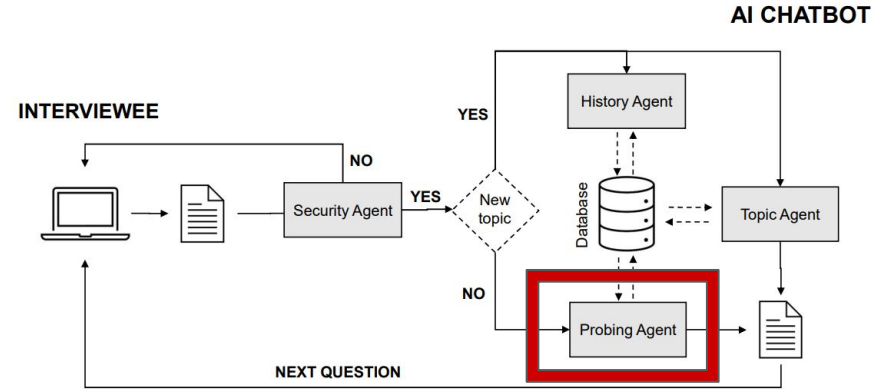 AI CHATBOT
INTERVIEWEE
YES
History Agent
NO
Security Agent
YES
New
topic
Database
Topic Agent
NO
Probing Agent
NEXT QUESTION